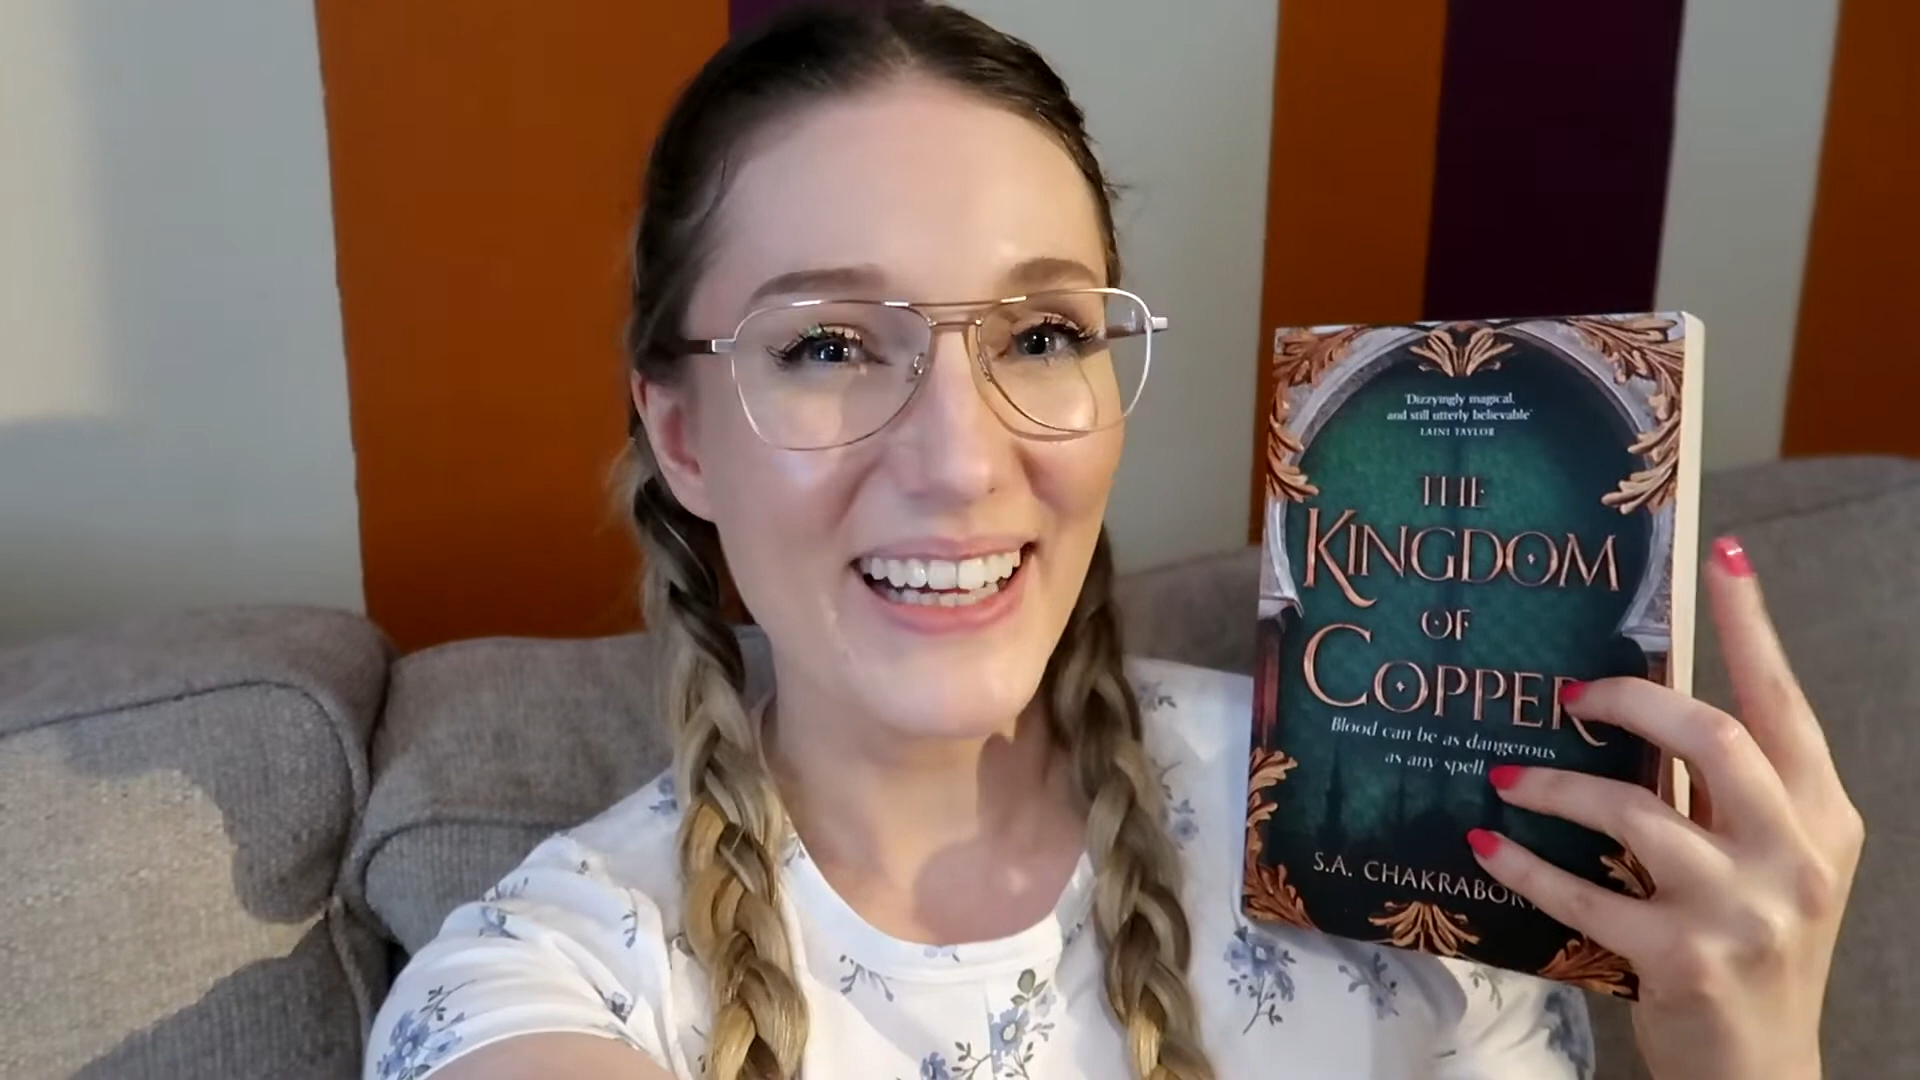 'Dizzyingly magical,
and still utterly believable'
LAINI TAYLOR
THE
KINGDOM
OF
COPPER
Blood can be as dangerous
as any spell
S.A. CHAKRABOR